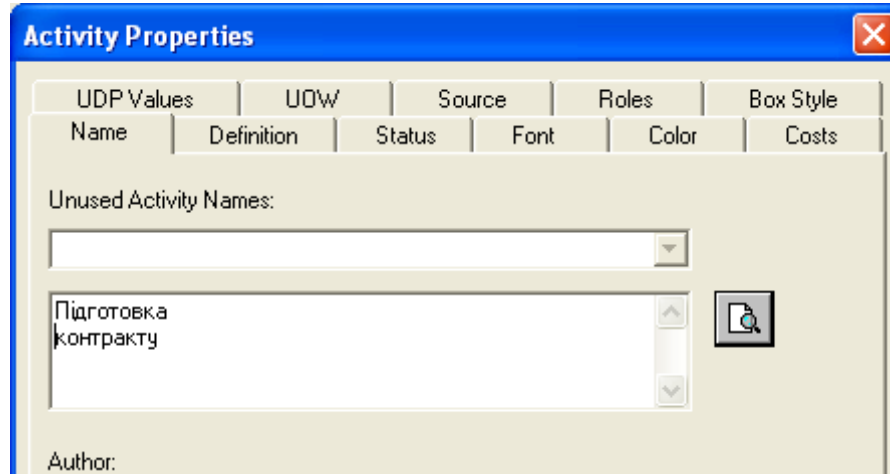 Activity Properties
UDP Values UOW Source Roles Box Style
Name Definition Status Font Color Costs
Unused Activity Names:
Підготовка
контракту
Author: